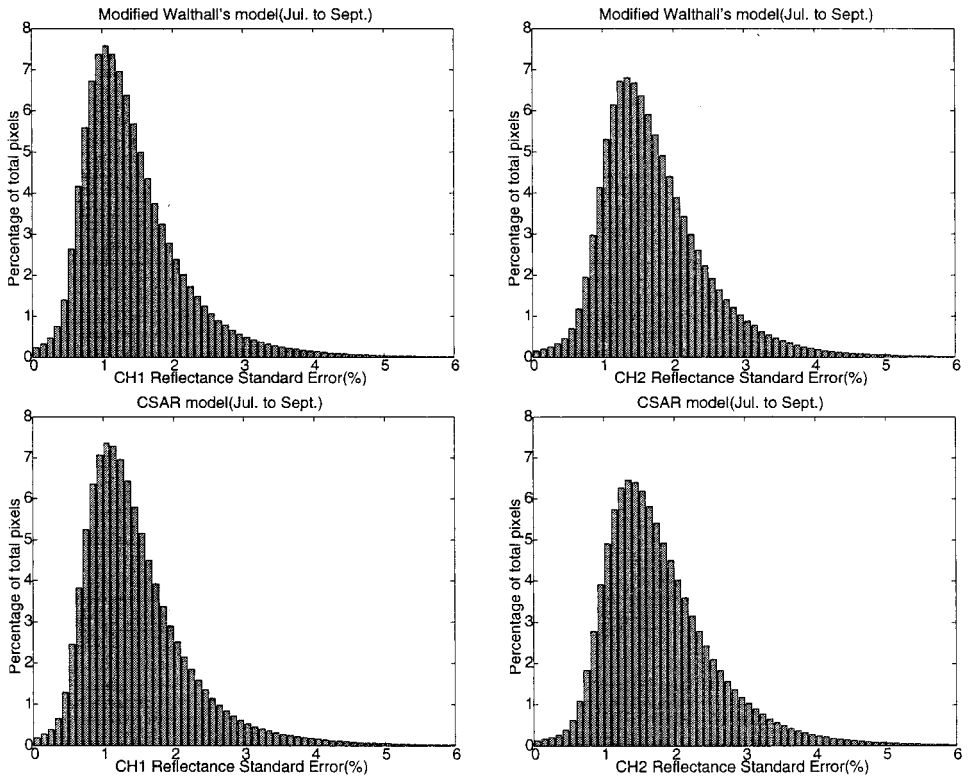 Modified Walthall's model(Jul. to Sept.)
8
7
6
5
4
3
2
1
0
Percentage of total pixels
0 1 2 3 4 5 6
CH1 Reflectance Standard Error(%)
Modified Walthall's model(Jul. to Sept.)
8
7
6
5
4
3
2
1
0
Percentage of total pixels
0 1 2 3 4 5 6
CH2 Reflectance Standard Error(%)
CSAR model(Jul. to Sept.)
8
7
6
5
4
3
2
1
0
Percentage of total pixels
0 1 2 3 4 5 6
CH1 Reflectance Standard Error(%)
CSAR model(Jul. to Sept.)
8
7
6
5
4
3
2
1
0
Percentage of total pixels
0 1 2 3 4 5 6
CH2 Reflectance Standard Error(%)